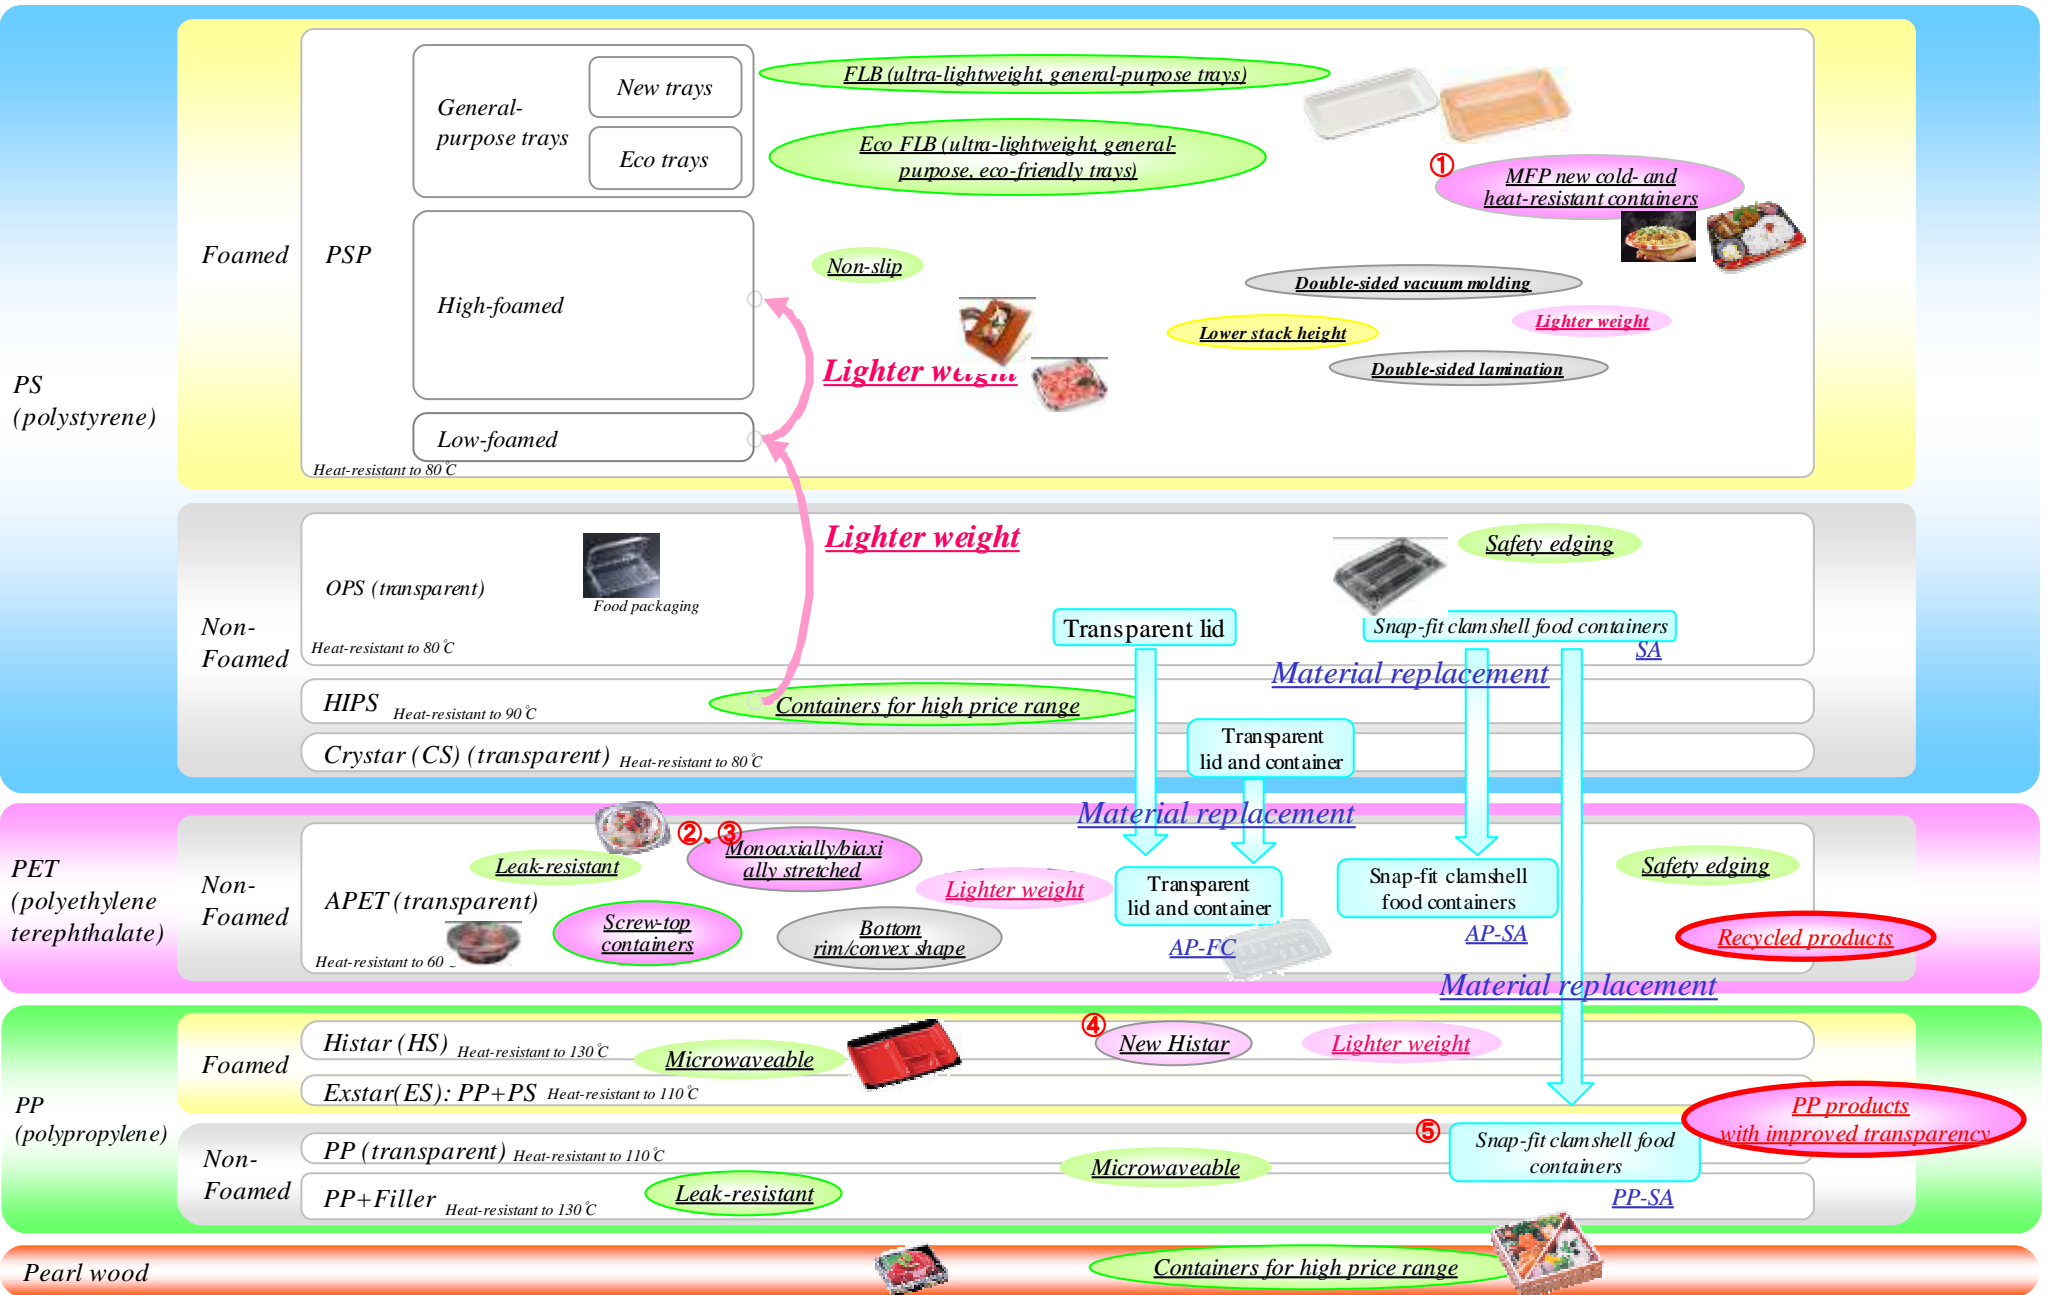 PS
(polystyrene)
Foamed
PSP
General-
purpose trays
New trays
Eco trays
FLB (ultra-lightweight, general-purpose trays)
Eco FLB (ultra-lightweight, general-
purpose, eco-friendly trays)
①
MFP new cold- and
heat-resistant containers
High-foamed
Non-slip
Double-sided vacuum molding
Lower stack height
Lighter weight
Double-sided lamination
Lighter weight
Low-foamed
Heat-resistant to 80℃
Non-
Foamed
OPS (transparent)
Food packaging
Heat-resistant to 80℃
Lighter weight
Safety edging
Transparent lid
Snap-fit clamshell food containers
SA
Material replacement
HIPS Heat-resistant to 90℃
Containers for high price range
Crystar (CS) (transparent) Heat-resistant to 80℃
Transparent
lid and container
Material replacement
PET
(polyethylene
terephthalate)
Non-
Foamed
APET (transparent)
Heat-resistant to 60℃
Leak-resistant
②、③
Monoaxially/biaxi
ally stretched
Screw-top
containers
Bottom
rim/convex shape
Lighter weight
Transparent
lid and container
AP-FC
Snap-fit clamshell
food containers
AP-SA
Safety edging
Recycled products
Material replacement
PP
(polypropylene)
Foamed
Histar (HS) Heat-resistant to 130℃
Microwaveable
④
New Histar
Lighter weight
Exstar(ES): PP+PS Heat-resistant to 110℃
PP products
with improved transparency
Non-
Foamed
PP (transparent) Heat-resistant to 110℃
Microwaveable
⑤
Snap-fit clamshell food
containers
PP-SA
PP+Filler Heat-resistant to 130℃
Leak-resistant
Pearl wood
Containers for high price range